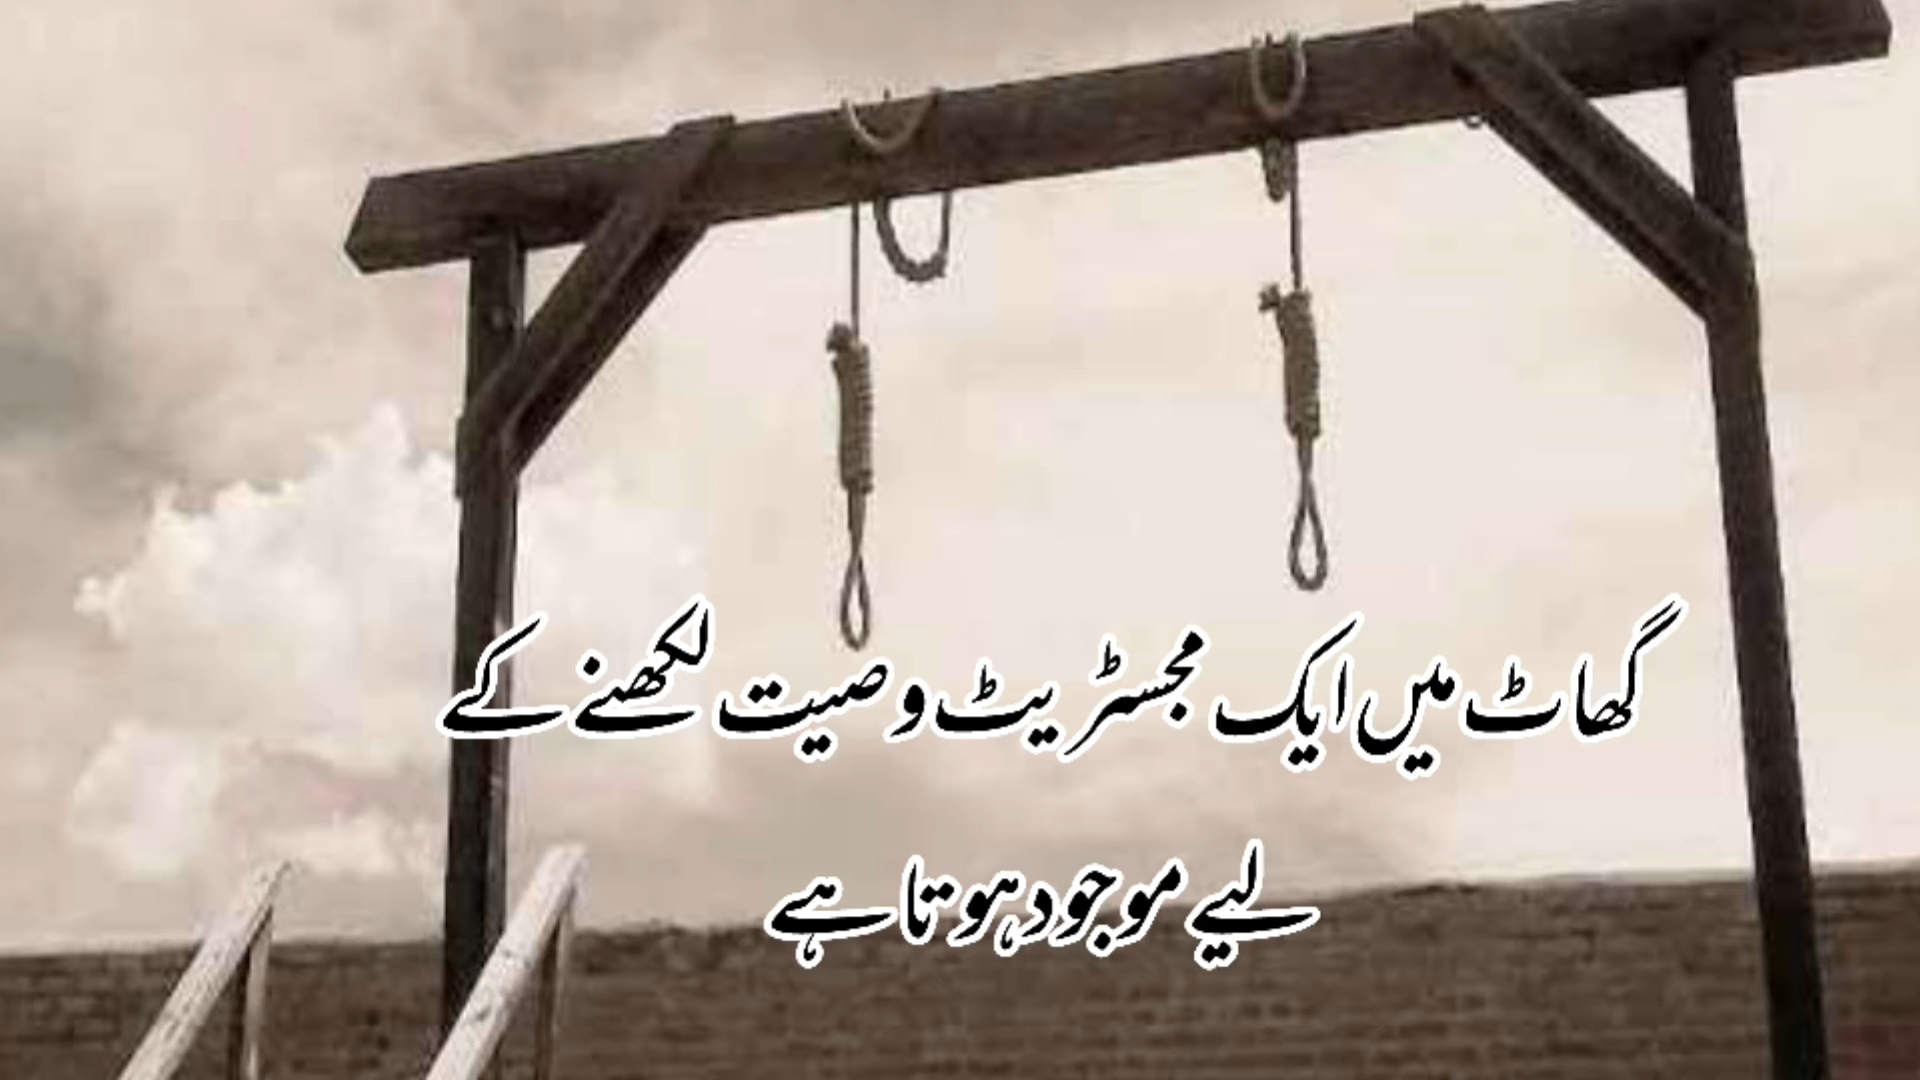 گھاٹ میں ایک مجسٹریٹ وصیت لکھنے کے
لیے موجود ہوتا ہے